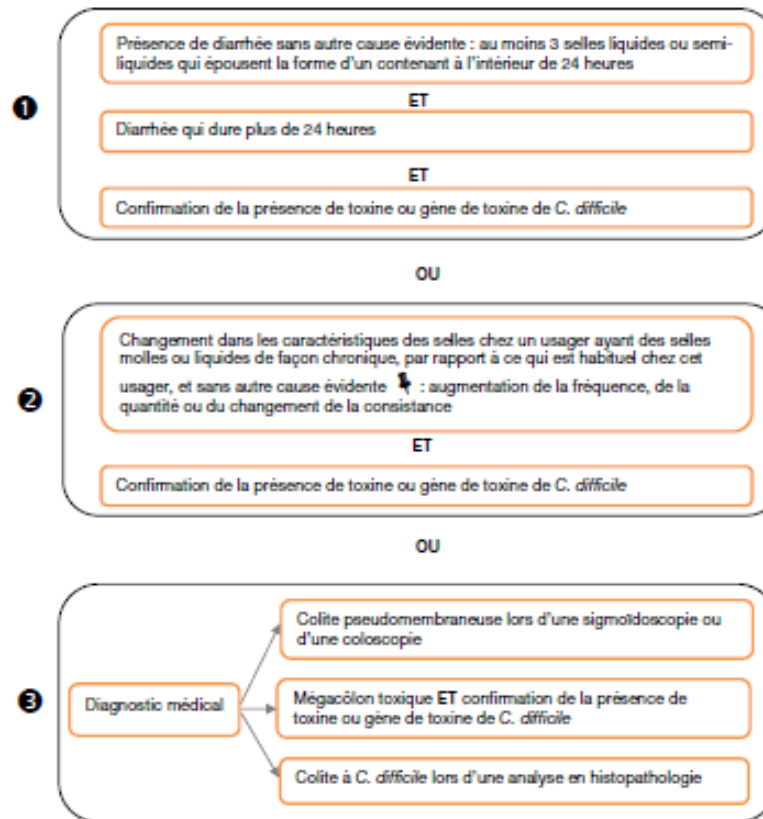 Présence de diarrhée sans autre cause évidente : au moins 3 selles liquides ou semi-
liquides qui épousent la forme d'un contenant à l'intérieur de 24 heures
ET
❶
Diarrhée qui dure plus de 24 heures
ET
Confirmation de la présence de toxine ou gène de toxine de C. difficile
OU
Changement dans les caractéristiques des selles chez un usager ayant des selles
molles ou liquides de façon chronique, par rapport à ce qui est habituel chez cet
❷
usager, et sans autre cause évidente : augmentation de la fréquence, de la
quantité ou du changement de la consistance
ET
Confirmation de la présence de toxine ou gène de toxine de C. difficile
OU
❸
Diagnostic médical
Colite pseudomembraneuse lors d'une sigmoïdoscopie ou
d'une coloscopie
Mégacôlon toxique ET confirmation de la présence de
toxine ou gène de toxine de C. difficile
Colite à C. difficile lors d'une analyse en histopathologie